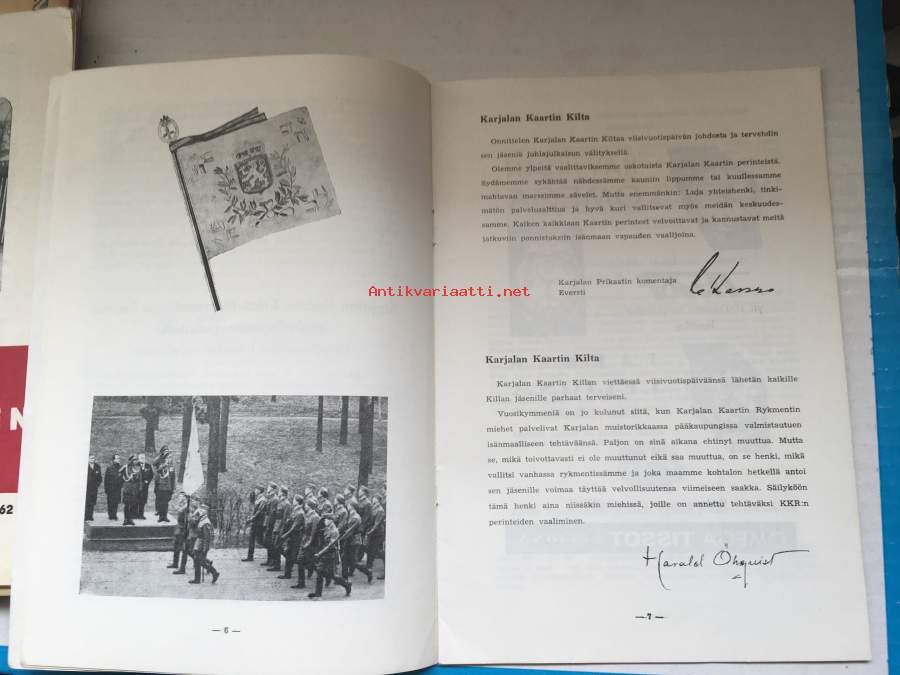 Karjalan Kaartin Kilta
Onnittelen Karjalan Kaartin Kiltaa viisivuotispäivän johdosta ja tervehdin
sen jäseniä juhlajulkaisun välityksellä.
Olemme ylpeitä vaalittaviksemme uskotuista Karjalan Kaartin perinteistä.
Sydämemme sykähtää nähdessämme kauniin lippumme tai kuullessamme
mahtavan marssimme sävelet. Mutta enemmänkin: Luja yhteishenki, tinki-
mätön palvelusalttius ja hyvä kuri vallitsevat myös meidän keskuudes-
samme. Kaiken kaikkiaan Karjalan Kaartin perinteet velvoittavat ja kannustavat meitä
jatkuviin ponnistuksiin isänmaan vapauden vaalijoina.
Karjalan Prikaatin komentaja
Eversti
Antikvariaatti.net
Karjalan Kaartin Kilta
Karjalan Kaartin Killan viettäessä viisivuotispäiväänsä lähetän kaikille
Killan jäsenille parhaat terveiseni.
Vuosikymmeniä on jo kulunut siitä, kun Karjalan Kaartin Rykmentin
miehet palvelivat Karjalan muistorikkaassa pääkaupungissa valmistautuen
isänmaalliseen tehtäväänsä. Paljon on sinä aikana ehtinyt muuttua. Mutta
se, mikä toivottavasti ei ole muuttunut eikä saa muuttua, on se henki, mikä
vallitsi vanhassa rykmentissämme ja joka maamme kohtalon hetkellä antoi
sen jäsenille voimaa täyttää velvollisuutensa viimeiseen saakka. Säilyköön
tämä henki aina niissäkin miehissä, joille on annettu tehtäväksi KKR:n
perinteiden vaaliminen.
Harald Öhquist
— 6 —
— 7 —
N
62